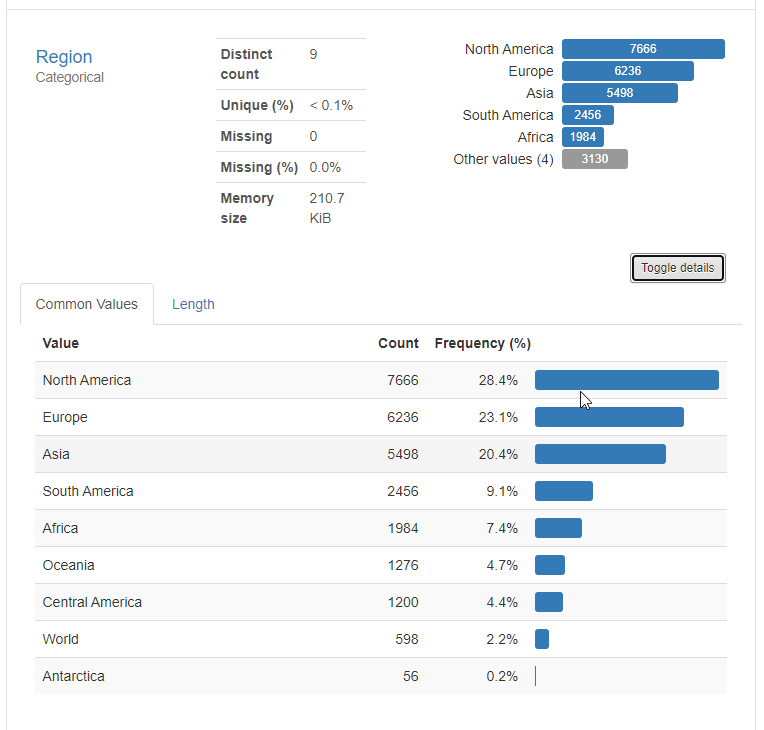 Region
Categorical
Distinct count 9
Unique (%) < 0.1%
Missing 0
Missing (%) 0.0%
Memory size 210.7 KiB
North America 7666
Europe 6236
Asia 5498
South America 2456
Africa 1984
Other values (4) 3130
Toggle details
Common Values Length
Value Count Frequency (%)
North America 7666 28.4%
Europe 6236 23.1%
Asia 5498 20.4%
South America 2456 9.1%
Africa 1984 7.4%
Oceania 1276 4.7%
Central America 1200 4.4%
World 598 2.2%
Antarctica 56 0.2%